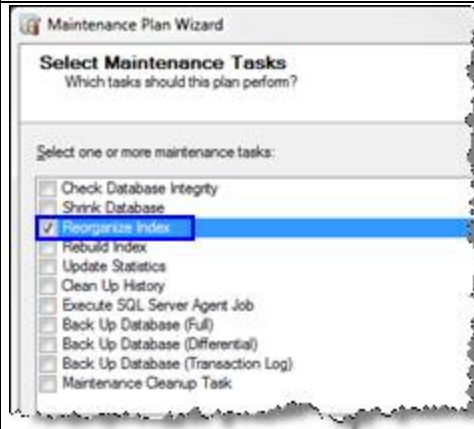 Maintenance Plan Wizard
Select Maintenance Tasks
Which tasks should this plan perform?
Select one or more maintenance tasks:
Check Database Integrity
Shrink Database
Reorganize Index
Rebuild Index
Update Statistics
Clean Up History
Execute SQL Server Agent Job
Back Up Database (Full)
Back Up Database (Differential)
Back Up Database (Transaction Log)
Maintenance Cleanup Task